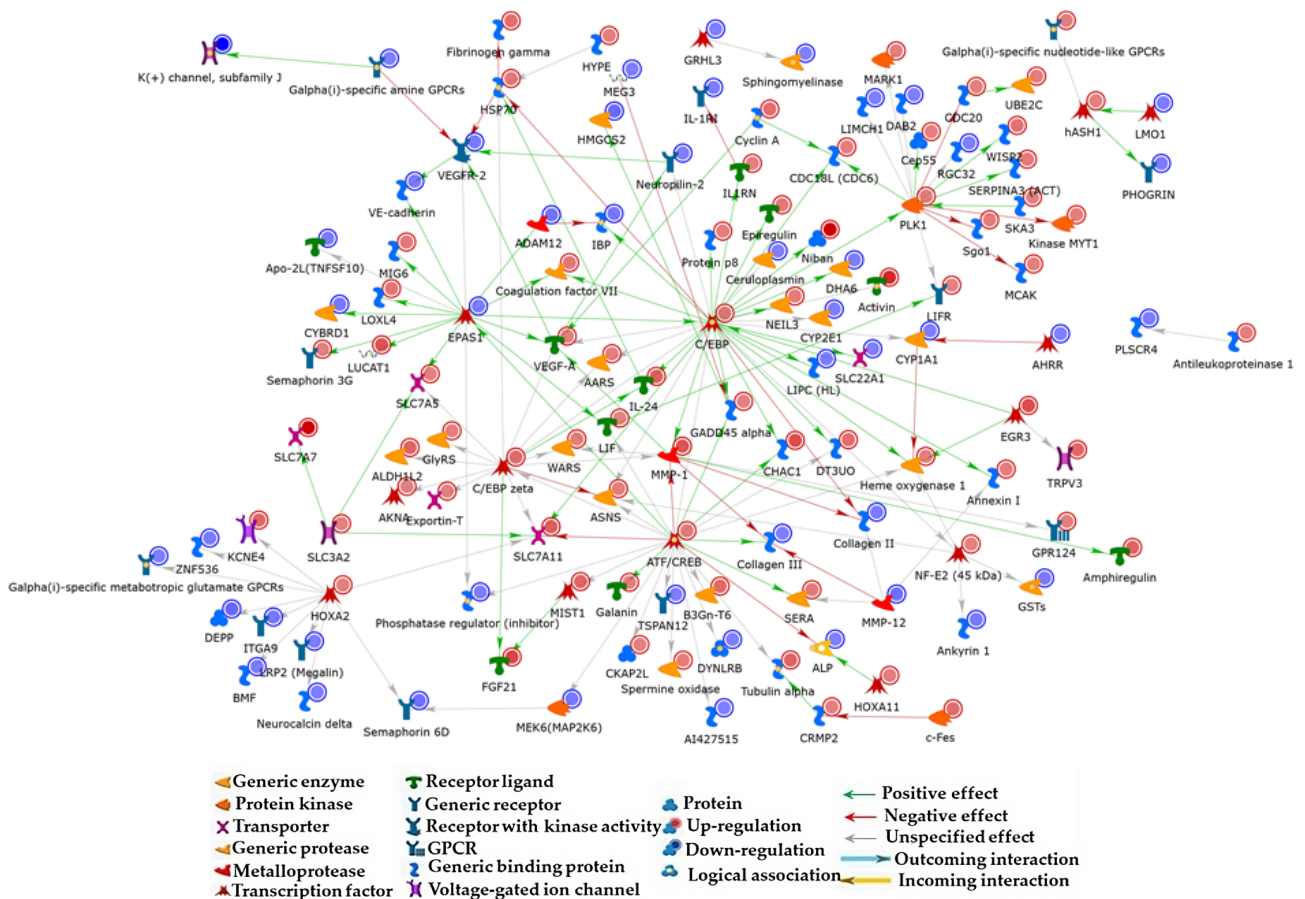 Fibrinogen gamma
HYPE
GRHL3
Galpha(i)-specific nucleotide-like GPCRs
K(+) channel, subfamily J
Galpha(i)-specific amine GPCRs
HSP70
MEG3
Sphingomyelinase
MARK1
UBE2C
IL-1RI
CDC20
HMGCS2
Cyclin A
LIMCH1
DAB2
hASH1
LMO1
VEGFR-2
Cep55
WISP2
RGC32
Neuropilin-2
IL1RN
CDC18L (CDC6)
SERPINA3 (ACT)
PHOGRIN
VE-cadherin
PLK1
SKA3
Kinase MYT1
ADAM12
IBP
Epiregulin
Sgo1
Apo-2L(TNFSF10)
MIG6
Protein p8
Niban
Ceruloplasmin
MCAK
Coagulation factor VII
DHA6
Activin
LIFR
CYBRD1
LOXL4
EPAS1
C/EBP
NEIL3
CYP2E1
PLSCR4
Antileukoproteinase 1
Semaphorin 3G
LUCAT1
VEGF-A
AARS
CYP1A1
AHRR
SLC22A1
LIPC (HL)
SLC7A5
IL-24
GADD45 alpha
EGR3
SLC7A7
GlyRS
LIF
ALDH1L2
WARS
MMP-1
CHAC1
DT3UO
Heme oxygenase 1
TRPV3
C/EBP zeta
AKNA
Exportin-T
ASNS
Annexin I
KCNE4
SLC3A2
SLC7A11
Collagen II
GPR124
ZNF536
ATF/CREB
Collagen III
NF-E2 (45 kDa)
Amphiregulin
Galpha(i)-specific metabotropic glutamate GPCRs
HOXA2
Phosphatase regulator (inhibitor)
MIST1
Galanin
TSPAN12
B3Gn-T6
SERA
MMP-12
GSTs
DEPP
ITGA9
Ankyrin 1
LRP2 (Megalin)
BMF
FGF21
CKAP2L
DYNLRB
ALP
Spermine oxidase
Tubulin alpha
HOXA11
Neurocalcin delta
Semaphorin 6D
MEK6(MAP2K6)
AI427515
CRMP2
c-Fes
Generic enzyme
Protein kinase
Transporter
Generic protease
Metalloprotease
Transcription factor
Receptor ligand
Generic receptor
Receptor with kinase activity
GPCR
Generic binding protein
Voltage-gated ion channel
Protein
Up-regulation
Down-regulation
Logical association
Positive effect
Negative effect
Unspecified effect
Outcoming interaction
Incoming interaction